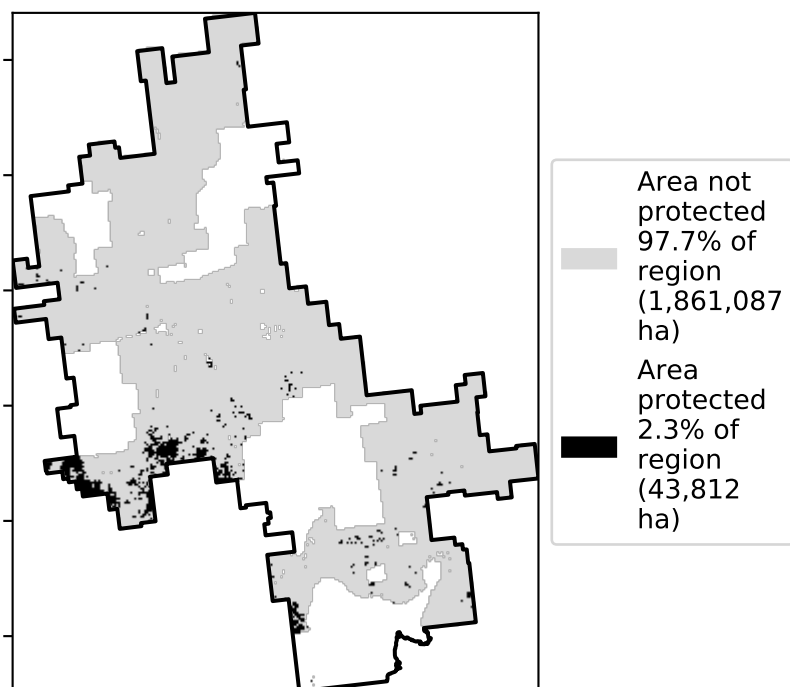 Area not
protected
97.7% of
region
(1,861,087
ha)
Area
protected
2.3% of
region
(43,812
ha)